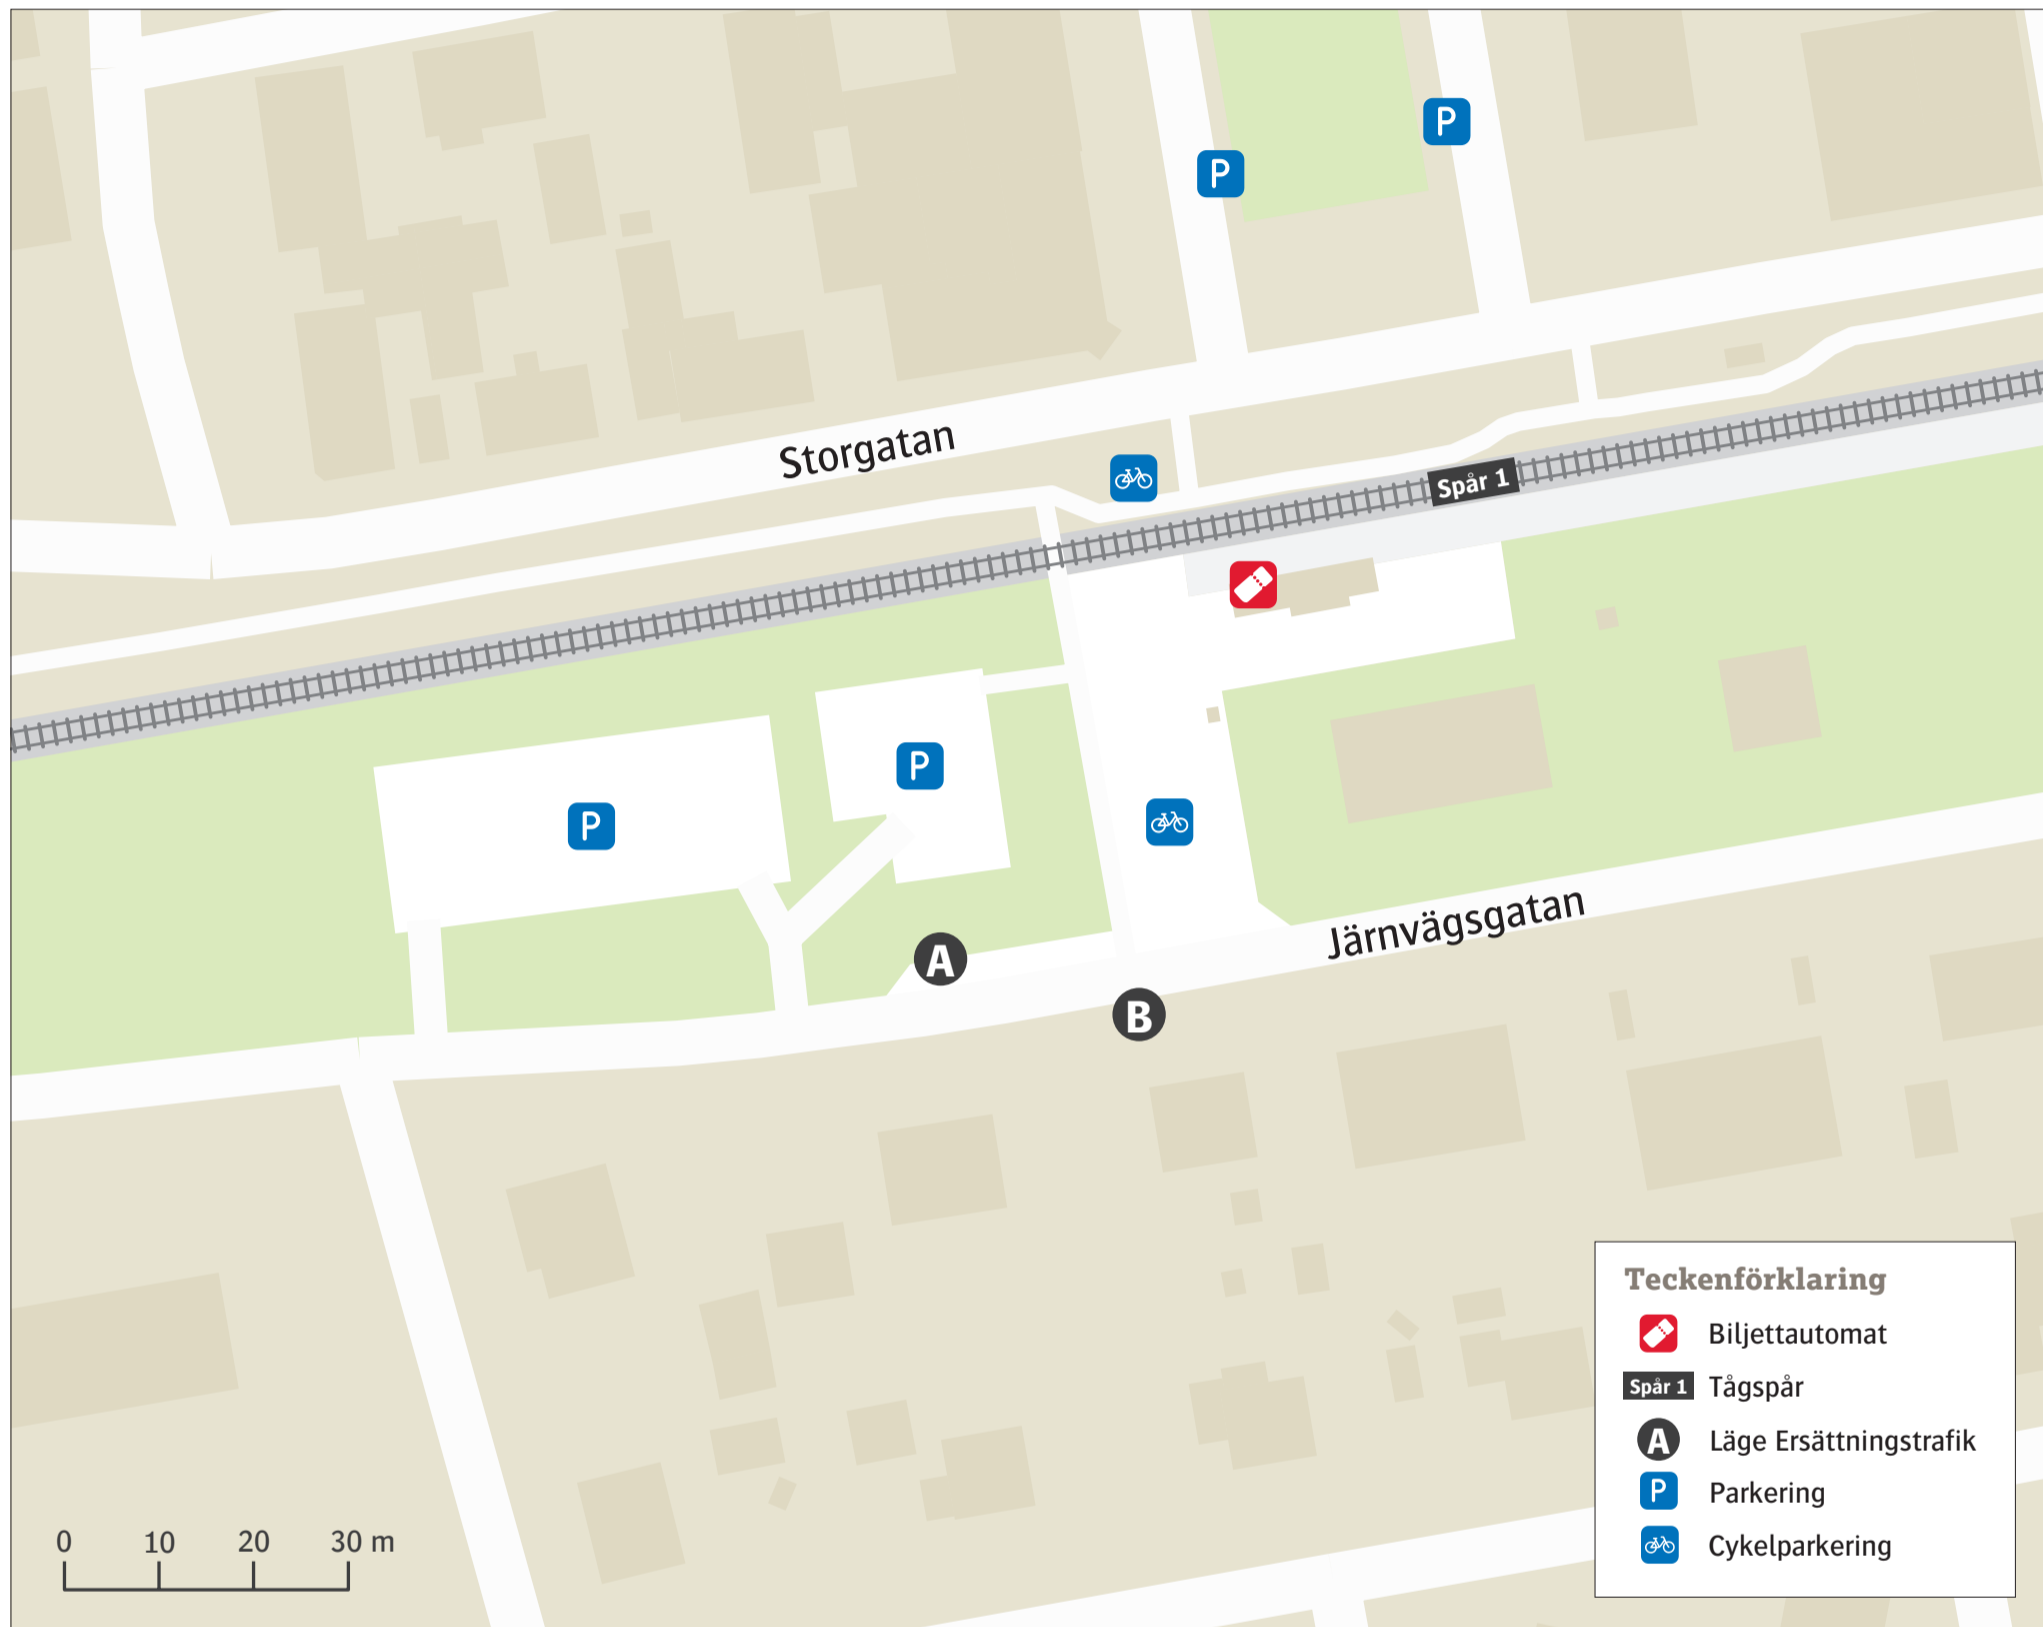 P
P
Storgatan
Spår 1
P
P
Järnvägsgatan
A
B
Teckenförklaring
Biljettautomat
Spår 1 Tågspår
A Läge Ersättningstrafik
P Parkering
Cykelparkering
0 10 20 30 m